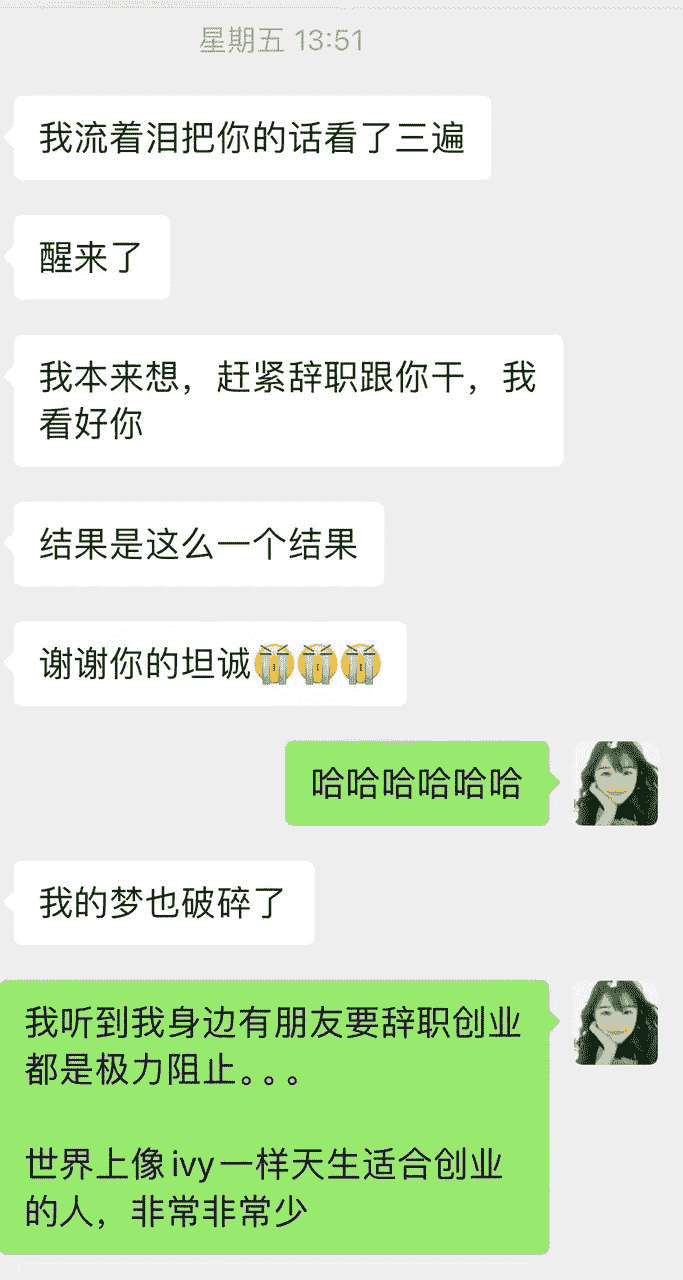 星期五 13:51
我流着泪把你的话看了三遍
醒来了
我本来想，赶紧辞职跟你干，我
看好你
结果是这么一个结果
谢谢你的坦诚😭😭😭
哈哈哈哈哈哈
我的梦也破碎了
我听到我身边有朋友要辞职创业
都是极力阻止。。。
世界上像ivy一样天生适合创业
的人，非常非常少